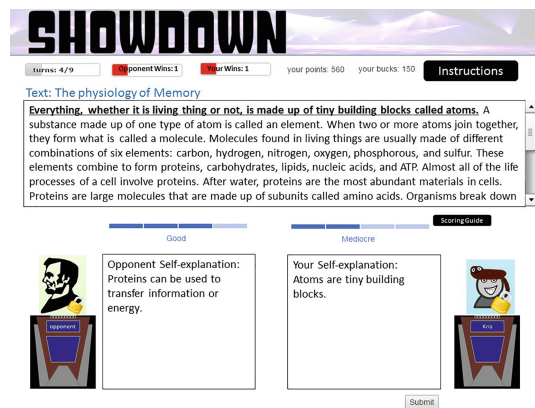 SHOWDOWN
turns: 4/9
Opponent Wins: 1
Your Wins: 1
your points: 560
your bucks: 150
Instructions
Text: The physiology of Memory
Everything, whether it is living thing or not, is made up of tiny building blocks called atoms. A
substance made up of one type of atom is called an element. When two or more atoms join together,
they form what is called a molecule. Molecules found in living things are usually made of different
combinations of six elements: carbon, hydrogen, nitrogen, oxygen, phosphorous, and sulfur. These
elements combine to form proteins, carbohydrates, lipids, nucleic acids, and ATP. Almost all of the life
processes of a cell involve proteins. After water, proteins are the most abundant materials in cells.
Proteins are large molecules that are made up of subunits called amino acids. Organisms break down
Scoring Guide
Good
Mediocre
Opponent Self-explanation:
Proteins can be used to
transfer information or
energy.
Your Self-explanation:
Atoms are tiny building
blocks.
opponent
Kris
Submit